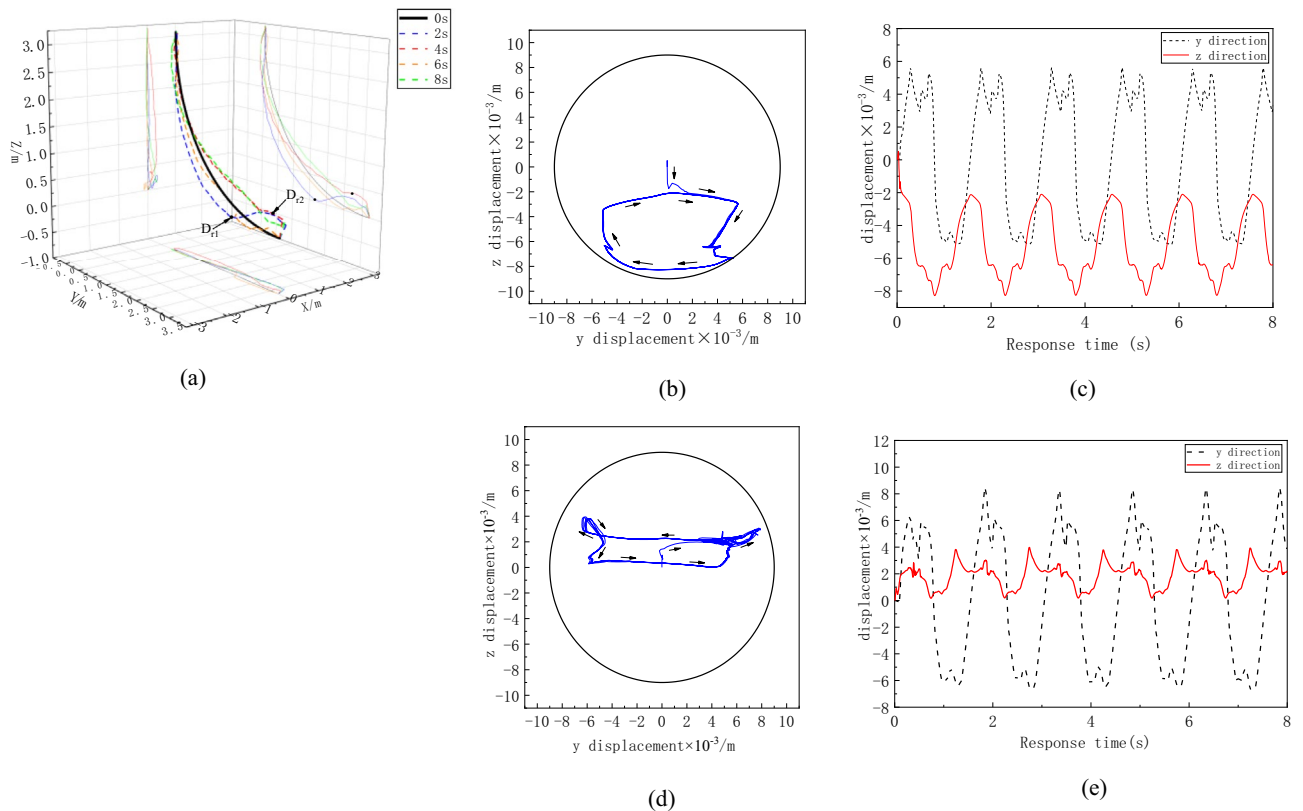 0s
2s
4s
6s
8s
3.0
2.5
2.0
1.5
1.0
0.5
0.0
-0.5
-1.0
m/Z
D_r1
D_r2
Y/m
X/m
(a)
10
8
6
4
2
0
-2
-4
-6
-8
-10
z displacement×10⁻³/m
-10 -8 -6 -4 -2 0 2 4 6 8 10
y displacement×10⁻³/m
(b)
8
6
4
2
0
-2
-4
-6
-8
displacement×10⁻³/m
y direction
z direction
0 2 4 6 8
Response time (s)
(c)
10
8
6
4
2
0
-2
-4
-6
-8
-10
z displacement×10⁻³/m
-10 -8 -6 -4 -2 0 2 4 6 8 10
y displacement×10⁻³/m
(d)
12
10
8
6
4
2
0
-2
-4
-6
-8
displacement×10⁻³/m
y direction
z direction
0 2 4 6 8
Response time(s)
(e)